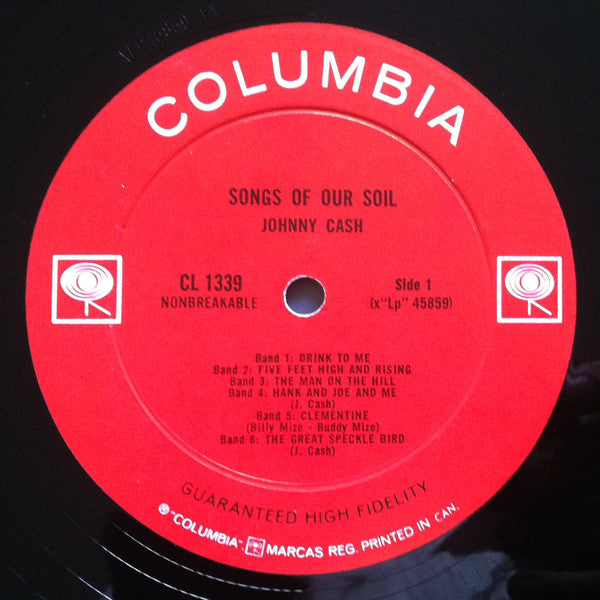 COLUMBIA
SONGS OF OUR SOIL
JOHNNY CASH
CL 1339
NONBREAKABLE
Side 1
(x"Lp" 45859)
Band 1: DRINK TO ME
Band 2: FIVE FEET HIGH AND RISING
Band 3: THE MAN ON THE HILL
Band 4: HANK AND JOE AND ME
(J. Cash)
Band 5: CLEMENTINE
(Billy Mize - Buddy Mize)
Band 6: THE GREAT SPECKLE BIRD
(J. Cash)
GUARANTEED HIGH FIDELITY
"COLUMBIA", MARCAS REG. PRINTED IN CAN.